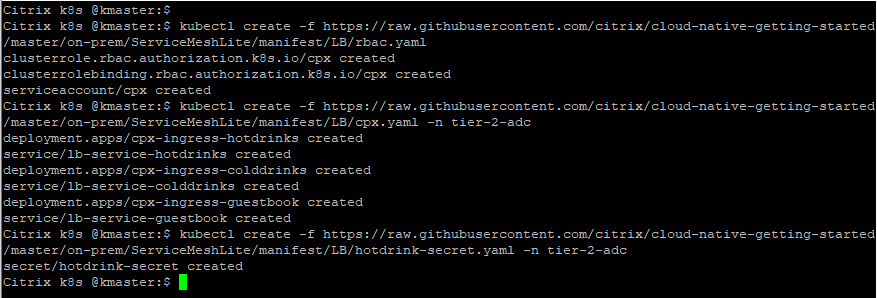 Citrix k8s @kmaster:$
Citrix k8s @kmaster:$ kubectl create -f https://raw.githubusercontent.com/citrix/cloud-native-getting-started
/master/on-prem/ServiceMeshLite/manifest/LB/rbac.yaml
clusterrole.rbac.authorization.k8s.io/cpx created
clusterrolebinding.rbac.authorization.k8s.io/cpx created
serviceaccount/cpx created
Citrix k8s @kmaster:$ kubectl create -f https://raw.githubusercontent.com/citrix/cloud-native-getting-started
/master/on-prem/ServiceMeshLite/manifest/LB/cpx.yaml -n tier-2-adc
deployment.apps/cpx-ingress-hotdrinks created
service/lb-service-hotdrinks created
deployment.apps/cpx-ingress-colddrinks created
service/lb-service-colddrinks created
deployment.apps/cpx-ingress-guestbook created
service/lb-service-guestbook created
Citrix k8s @kmaster:$ kubectl create -f https://raw.githubusercontent.com/citrix/cloud-native-getting-started
/master/on-prem/ServiceMeshLite/manifest/LB/hotdrink-secret.yaml -n tier-2-adc
secret/hotdrink-secret created
Citrix k8s @kmaster:$